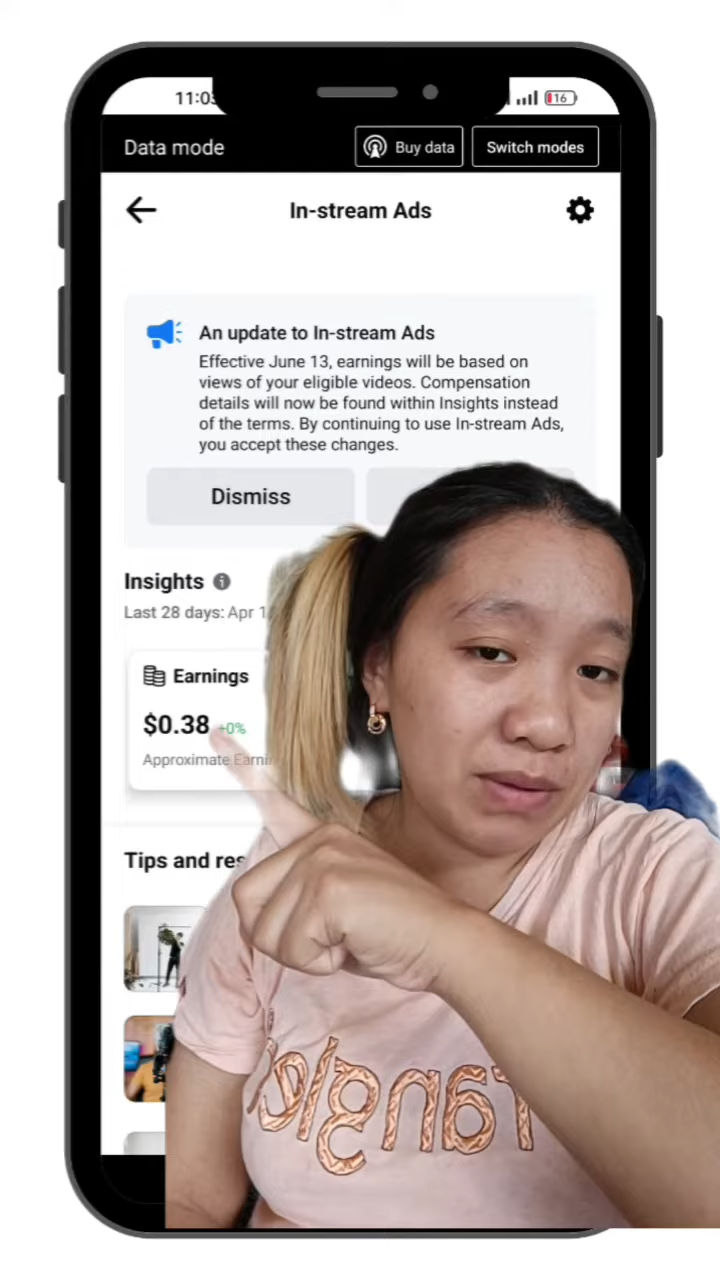 11:03
16
Data mode
Buy data
Switch modes
In-stream Ads
An update to In-stream Ads
Effective June 13, earnings will be based on
views of your eligible videos. Compensation
details will now be found within Insights instead
of the terms. By continuing to use In-stream Ads,
you accept these changes.
Dismiss
Insights
Last 28 days: Apr 1
Earnings
$0.38 +0%
Approximate Earni
Tips and res